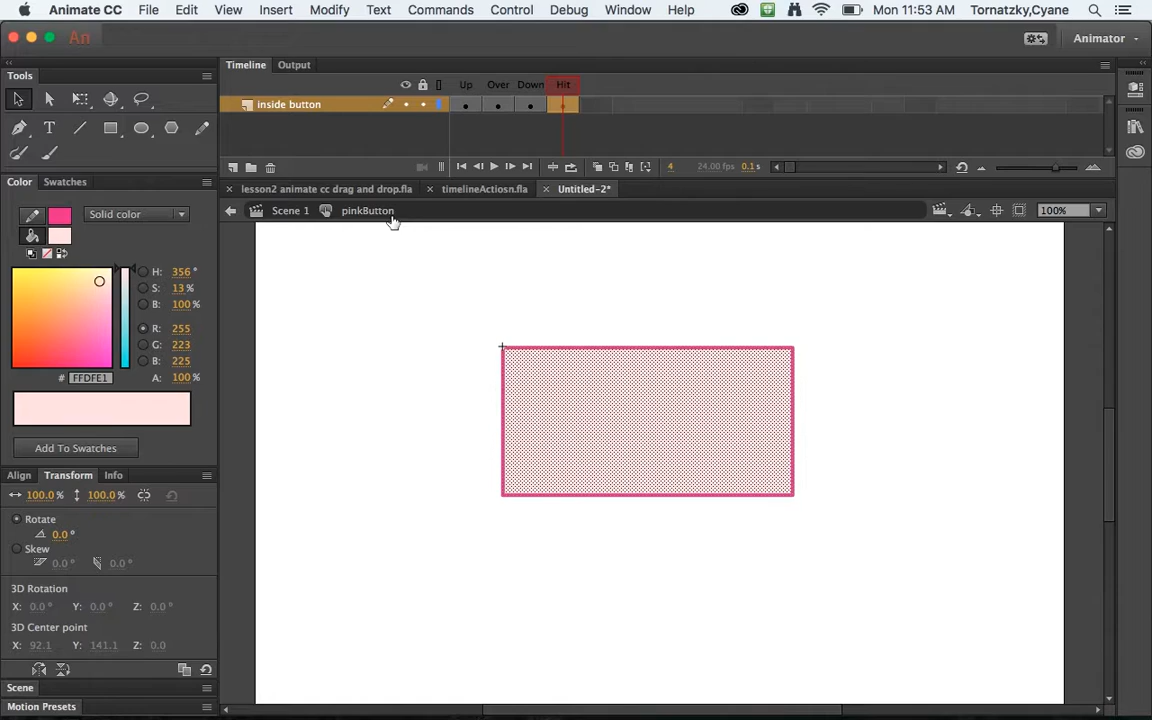 Animate CC File Edit View Insert Modify Text Commands Control Debug Window Help Mon 11:53 AM Tornatzky,Cyane
An Animator
Tools Timeline Output
Up Over Down Hit
inside button
4 24.00 fps 0.1 s
Color Swatches
lesson2 animate cc drag and drop.fla timelineActiosn.fla Untitled-2*
Solid color
Scene 1 pinkButton 100%
H: 356 °
S: 13 %
B: 100 %
R: 255
G: 223
B: 225
# FFDFE1 A: 100 %
Add To Swatches
Align Transform Info
100.0 % 100.0 %
Rotate
0.0 °
Skew
0.0 ° 0.0 °
3D Rotation
X: 0.0 ° Y: 0.0 ° Z: 0.0 °
3D Center point
X: 92.1 Y: 141.1 Z: 0.0
Scene
Motion Presets